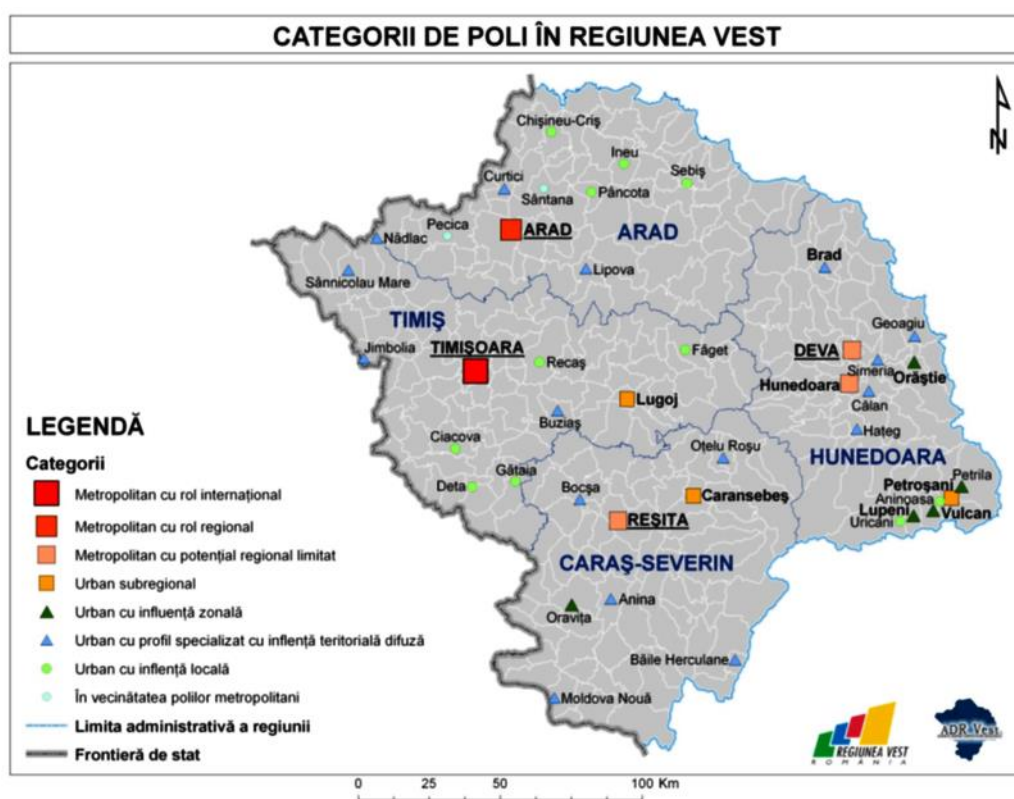 CATEGORII DE POLI ÎN REGIUNEA VEST
N
Chișineu-Criș
Ineu
Sebiș
Curtici
Sântana
Pâncota
Pecica
ARAD
ARAD
Nădlac
Lipova
Brad
Sânnicolau Mare
TIMIȘ
Geoagiu
TIMIȘOARA
Făget
DEVA
Jimbolia
Recaș
Simeria
Orăștie
Hunedoara
Lugoj
Călan
Buziaș
Hațeg
Ciacova
Oțelu Roșu
HUNEDOARA
Gătaia
Petrila
Deta
Bocșa
Petroșani
Caransebeș
Aninoasa
Lupeni
Vulcan
REȘITA
Uricani
CARAȘ-SEVERIN
Anina
Oravița
Băile Herculane
Moldova Nouă
LEGENDĂ
Categorii
Metropolitan cu rol internațional
Metropolitan cu rol regional
Metropolitan cu potențial regional limitat
Urban subregional
Urban cu influență zonală
Urban cu profil specializat cu inflență teritorială difuză
Urban cu inflență locală
În vecinătatea polilor metropolitani
Limita administrativă a regiunii
Frontieră de stat
REGIUNEA VEST
ROMÂNIA
ADR Vest
0 25 50 100 Km